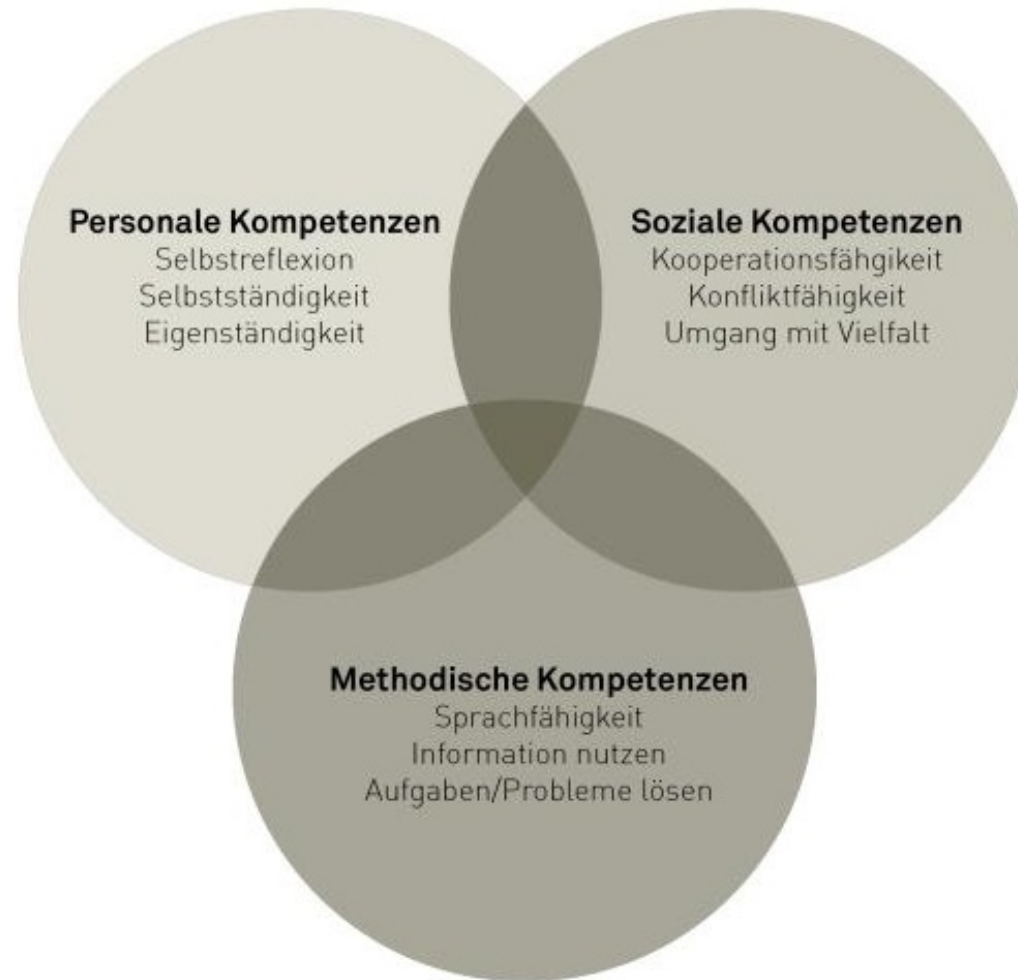 Personale Kompetenzen
Selbstreflexion
Selbstständigkeit
Eigenständigkeit
Soziale Kompetenzen
Kooperationsfähgikeit
Konfliktfähigkeit
Umgang mit Vielfalt
Methodische Kompetenzen
Sprachfähigkeit
Information nutzen
Aufgaben/Probleme lösen